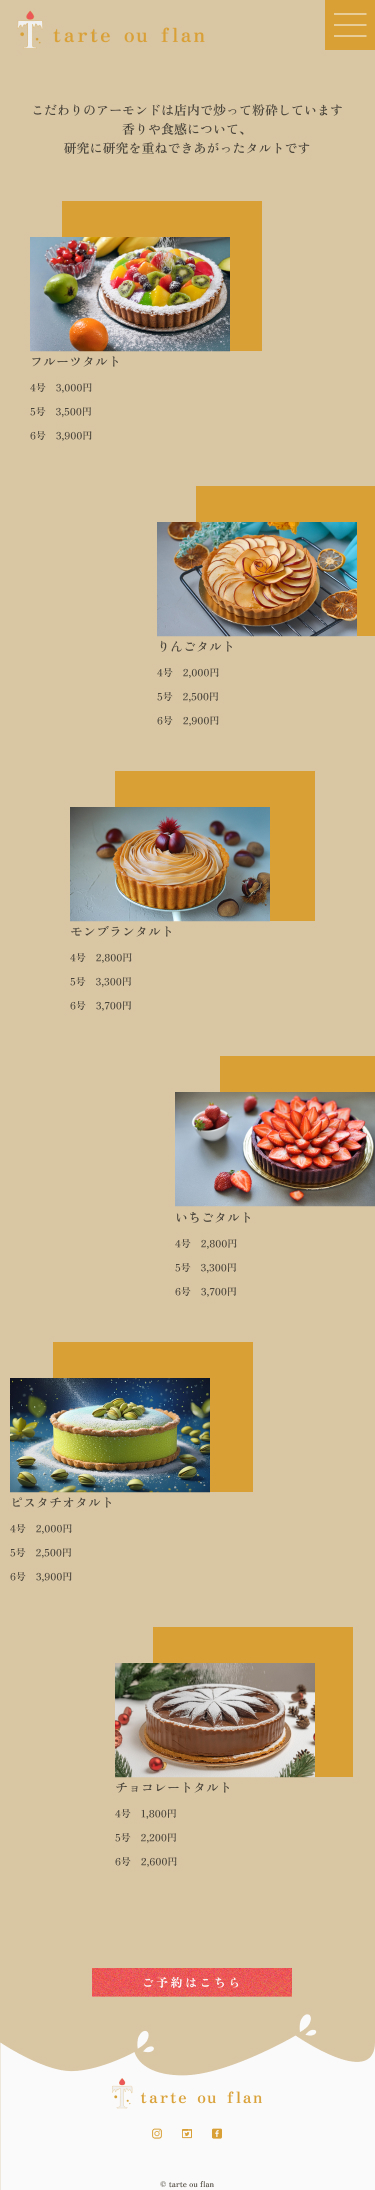 tarte ou flan
こだわりのアーモンドは店内で炒って粉砕しています
香りや食感について、
研究に研究を重ねできあがったタルトです
フルーツタルト
4号 3,000円
5号 3,500円
6号 3,900円
りんごタルト
4号 2,000円
5号 2,500円
6号 2,900円
モンブランタルト
4号 2,800円
5号 3,300円
6号 3,700円
いちごタルト
4号 2,800円
5号 3,300円
6号 3,700円
ピスタチオタルト
4号 2,000円
5号 2,500円
6号 3,900円
チョコレートタルト
4号 1,800円
5号 2,200円
6号 2,600円
ご予約はこちら
tarte ou flan
© tarte ou flan